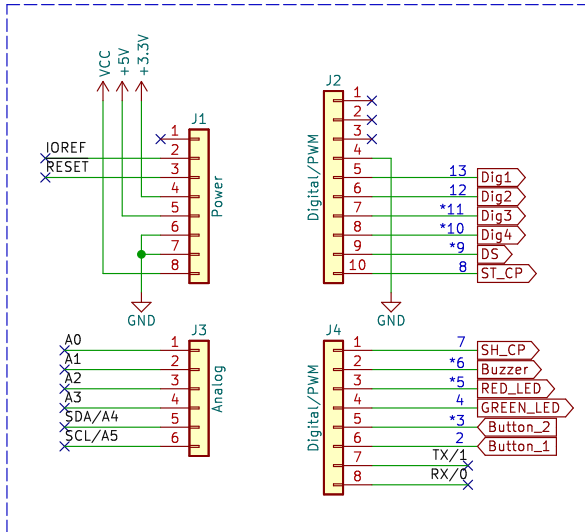 VCC
+5V
+3.3V
J1
1
IOREF 2
RESET 3
4
5
6
7
8
Power
GND
J2
1
2
3
4
5 13 Dig1
6 12 Dig2
7 *11 Dig3
8 *10 Dig4
9 *9 DS
10 8 ST_CP
Digital/PWM
GND
J3
A0 1
A1 2
A2 3
A3 4
SDA/A4 5
SCL/A5 6
Analog
J4
1 7 SH_CP
2 *6 Buzzer
3 *5 RED_LED
4 4 GREEN_LED
5 *3 Button_2
6 2 Button_1
7 TX/1
8 RX/0
Digital/PWM